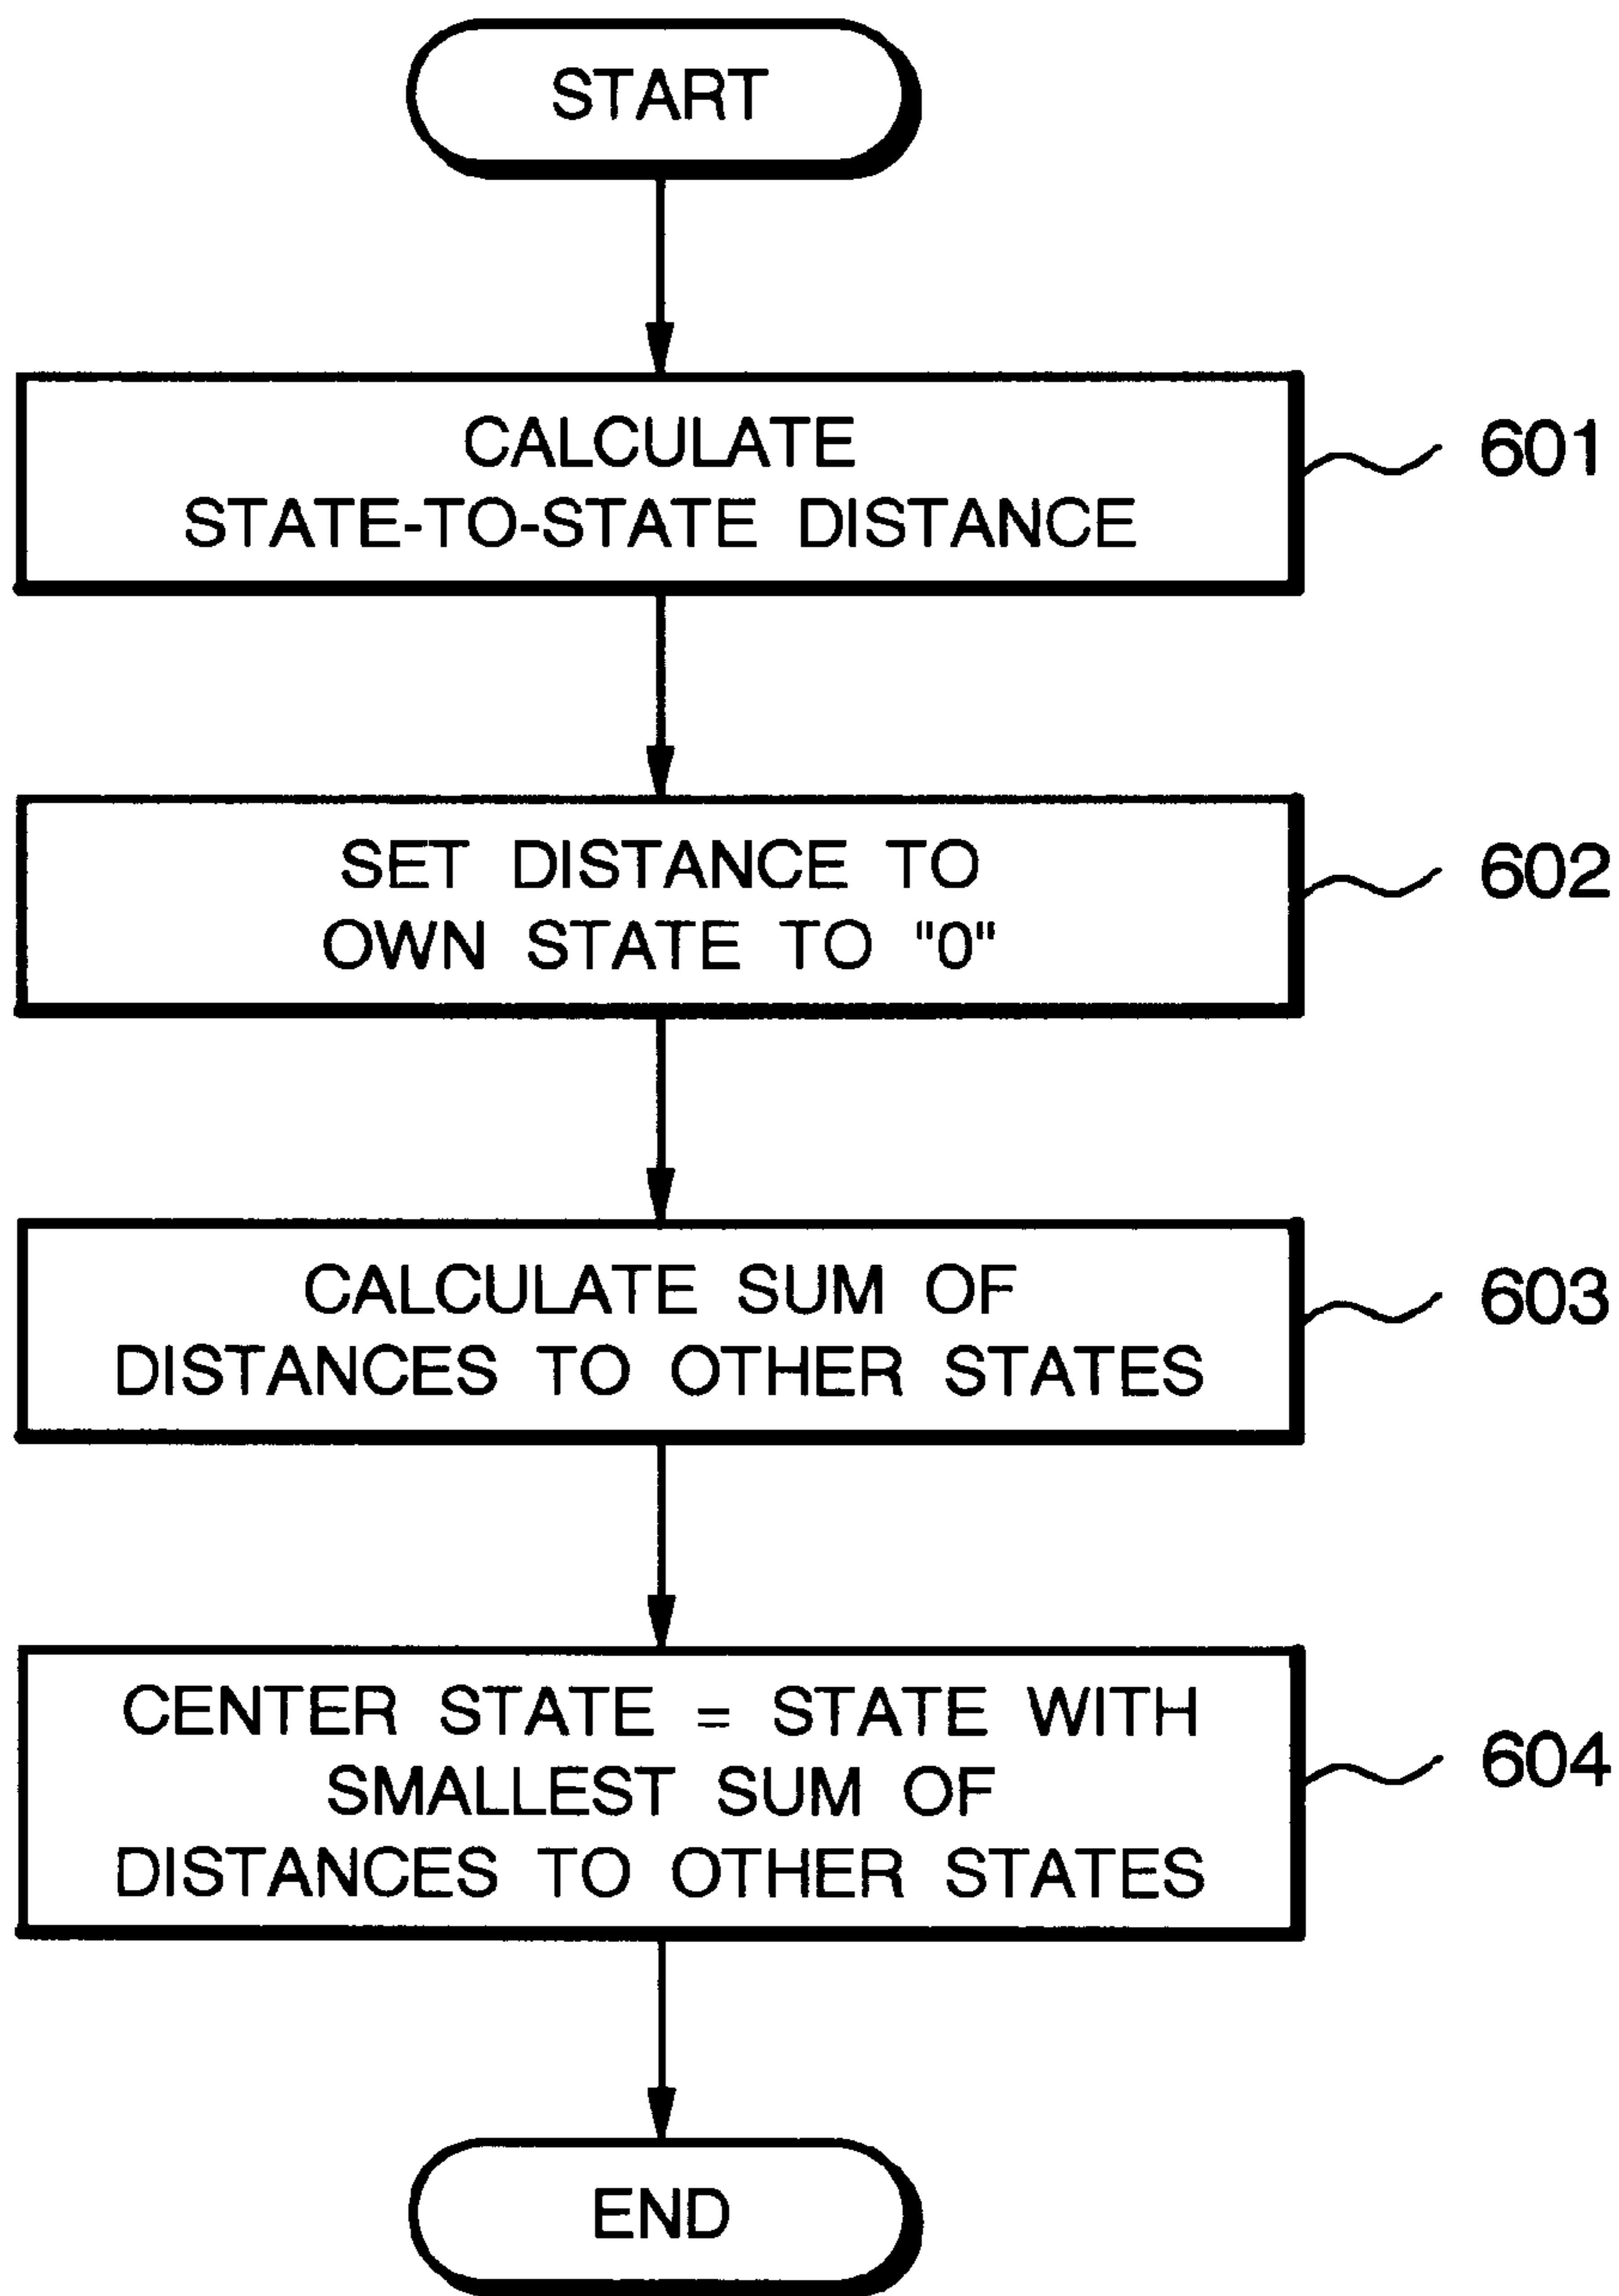 START
CALCULATE
STATE-TO-STATE DISTANCE
601
SET DISTANCE TO
OWN STATE TO "0"
602
CALCULATE SUM OF
DISTANCES TO OTHER STATES
603
CENTER STATE = STATE WITH
SMALLEST SUM OF
DISTANCES TO OTHER STATES
604
END